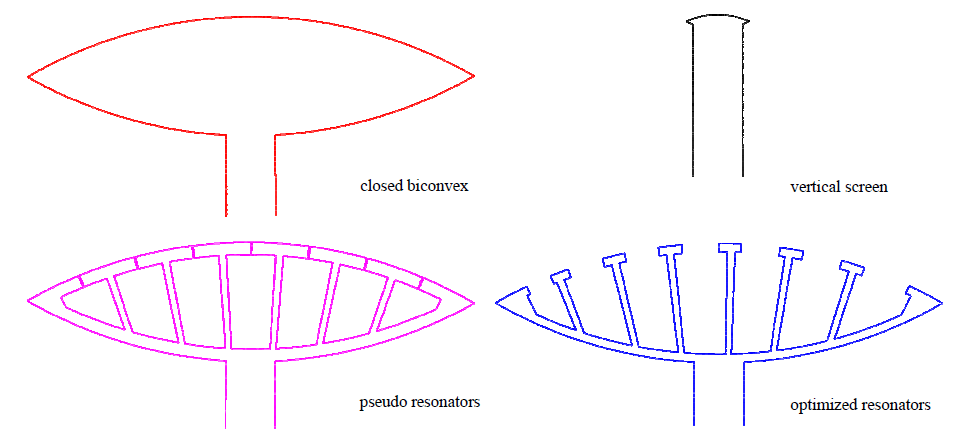 closed biconvex
vertical screen
pseudo resonators
optimized resonators